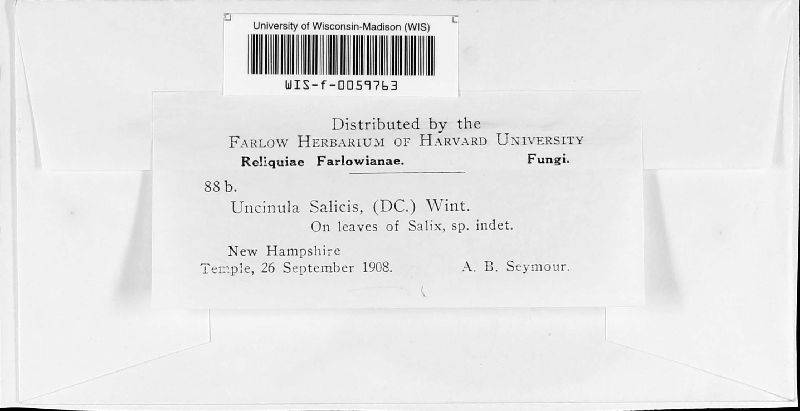 University of Wisconsin-Madison (WIS)
WIS-f-0059763
Distributed by the
FARLOW HERBARIUM OF HARVARD UNIVERSITY
Reliquiae Farlowianae. Fungi.
88 b.
Uncinula Salicis, (DC.) Wint.
On leaves of Salix, sp. indet.
New Hampshire
Temple, 26 September 1908. A. B. Seymour.